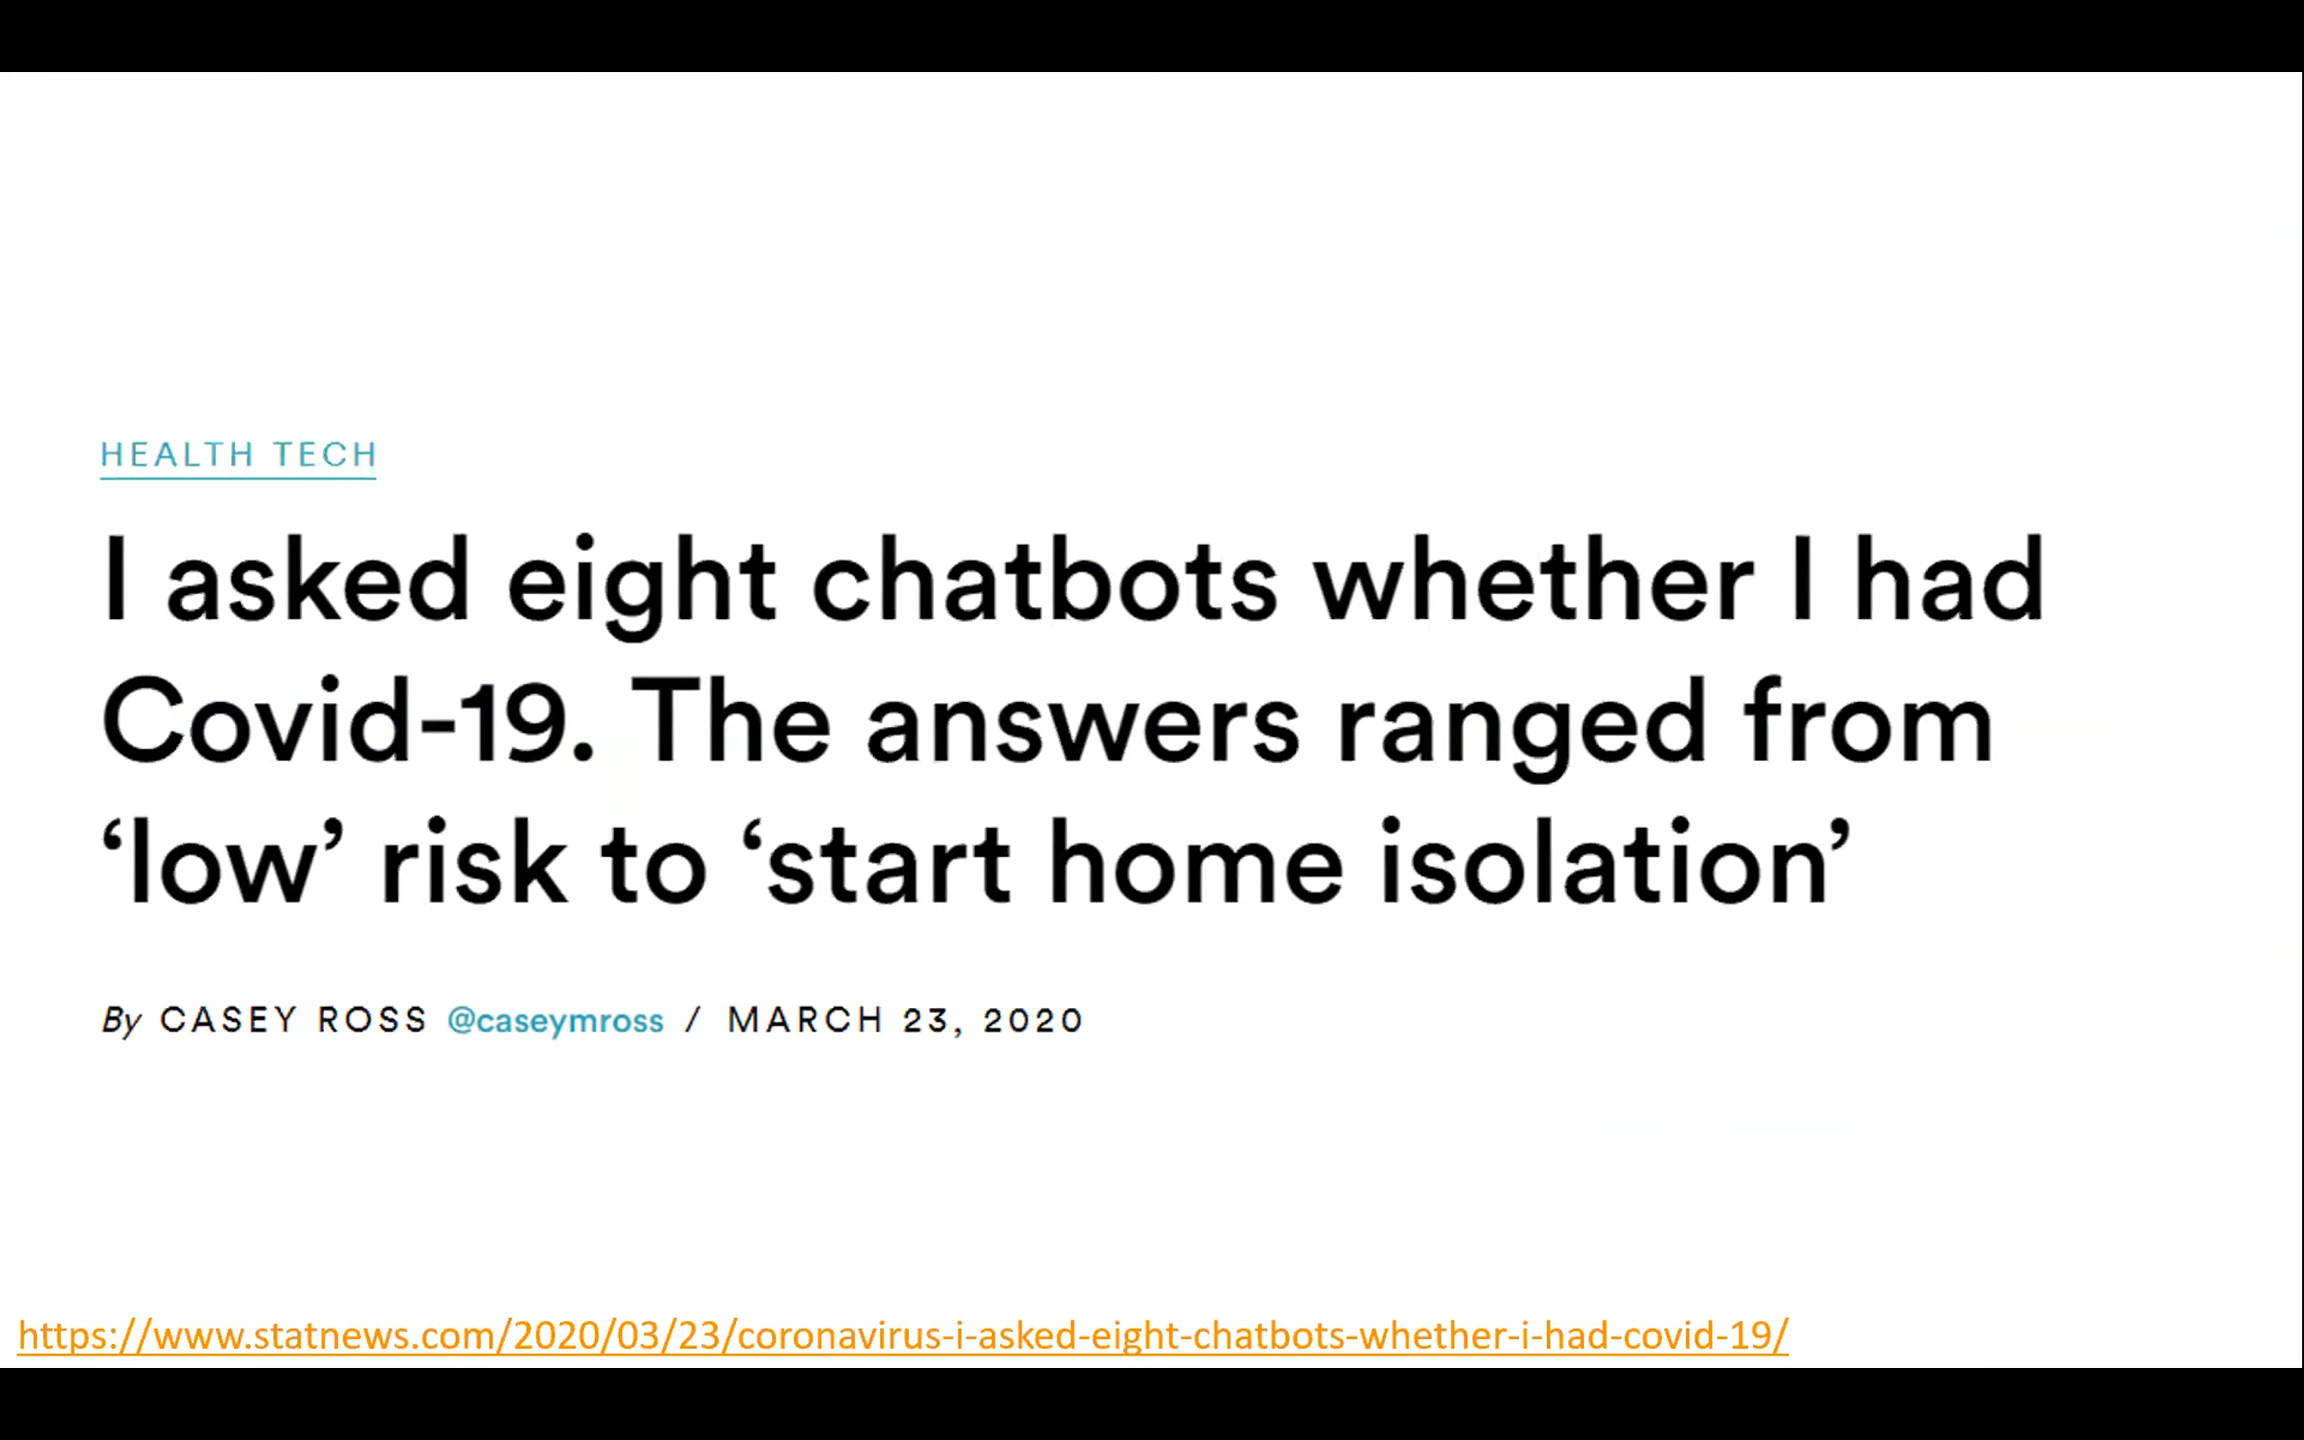 HEALTH TECH
I asked eight chatbots whether I had
Covid-19. The answers ranged from
‘low’ risk to ‘start home isolation’
By CASEY ROSS @caseymross / MARCH 23, 2020
https://www.statnews.com/2020/03/23/coronavirus-i-asked-eight-chatbots-whether-i-had-covid-19/